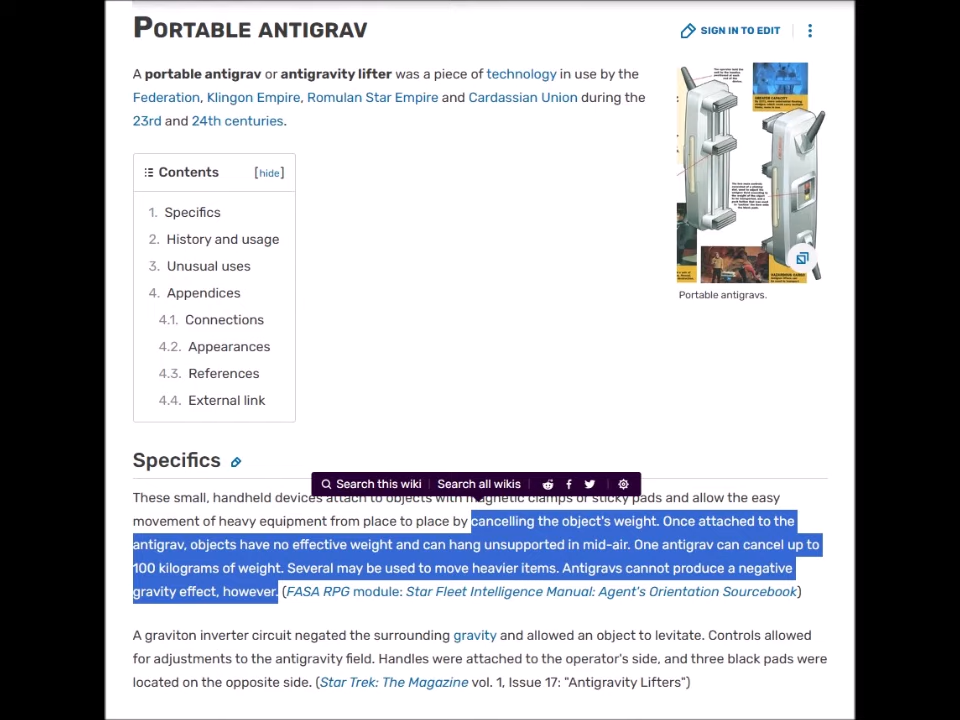 PORTABLE ANTIGRAV
SIGN IN TO EDIT
A portable antigrav or antigravity lifter was a piece of technology in use by the
Federation, Klingon Empire, Romulan Star Empire and Cardassian Union during the
23rd and 24th centuries.
Portable antigravs.
Contents [hide]
1. Specifics
2. History and usage
3. Unusual uses
4. Appendices
4.1. Connections
4.2. Appearances
4.3. References
4.4. External link
Specifics
Search this wiki Search all wikis
These small, handheld devices attach to objects with magnetic clamps or sticky pads and allow the easy
movement of heavy equipment from place to place by cancelling the object's weight. Once attached to the
antigrav, objects have no effective weight and can hang unsupported in mid-air. One antigrav can cancel up to
100 kilograms of weight. Several may be used to move heavier items. Antigravs cannot produce a negative
gravity effect, however. (FASA RPG module: Star Fleet Intelligence Manual: Agent's Orientation Sourcebook)
A graviton inverter circuit negated the surrounding gravity and allowed an object to levitate. Controls allowed
for adjustments to the antigravity field. Handles were attached to the operator's side, and three black pads were
located on the opposite side. (Star Trek: The Magazine vol. 1, Issue 17: "Antigravity Lifters")